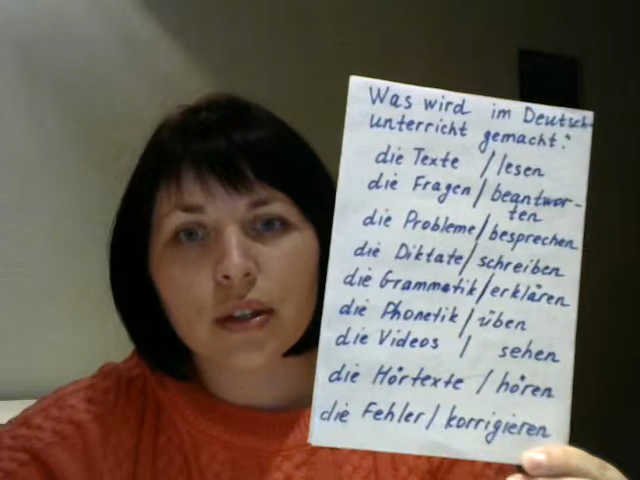 Was wird im Deutsch-
unterricht gemacht?
die Texte / lesen
die Fragen / beantwor-
ten
die Probleme / besprechen
die Diktate / schreiben
die Grammatik / erklären
die Phonetik / üben
die Videos / sehen
die Hörtexte / hören
die Fehler / korrigieren